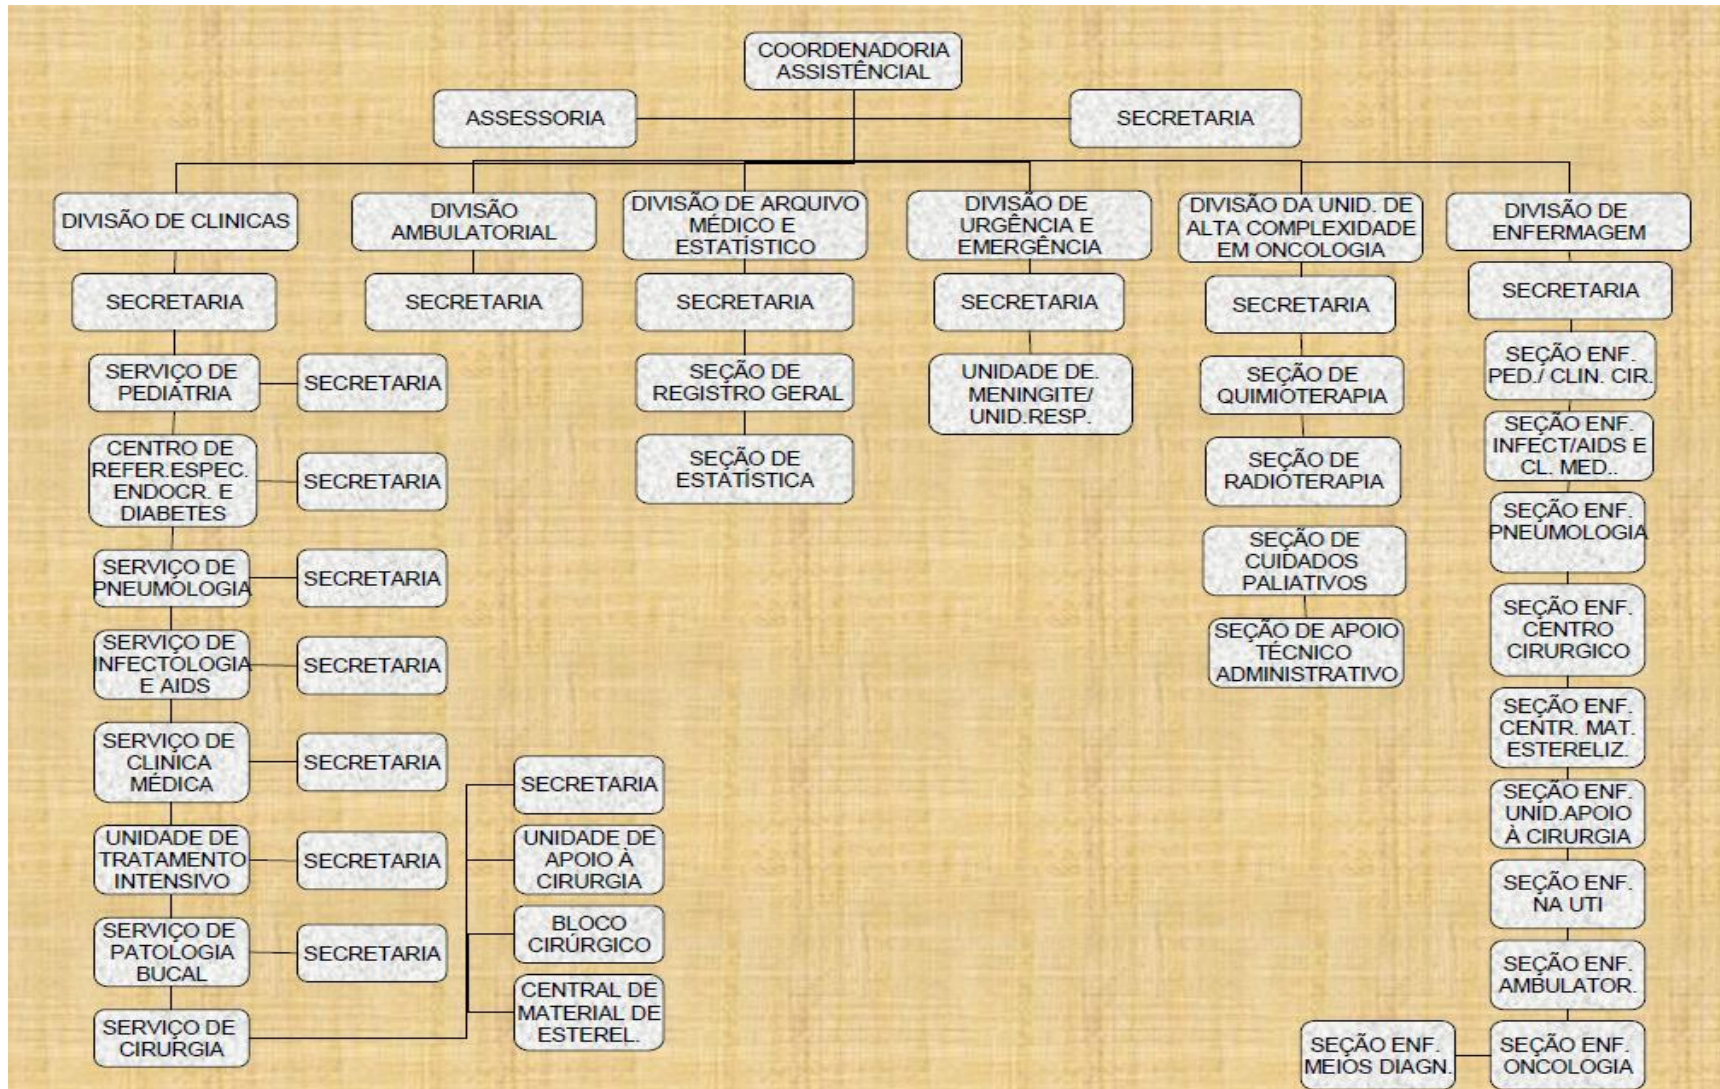 COORDENADORIA
ASSISTÊNCIAL
ASSESSORIA
SECRETARIA
DIVISÃO DE CLINICAS
SECRETARIA
SERVIÇO DE
PEDIATRIA
SECRETARIA
CENTRO DE
REFER.ESPEC.
ENDOCR. E
DIABETES
SECRETARIA
SERVIÇO DE
PNEUMOLOGIA
SECRETARIA
SERVIÇO DE
INFECTOLOGIA
E AIDS
SECRETARIA
SERVIÇO DE
CLINICA
MÉDICA
SECRETARIA
UNIDADE DE
TRATAMENTO
INTENSIVO
SECRETARIA
SERVIÇO DE
PATOLOGIA
BUCAL
SECRETARIA
SERVIÇO DE
CIRURGIA
SECRETARIA
UNIDADE DE
APOIO À
CIRURGIA
BLOCO
CIRÚRGICO
CENTRAL DE
MATERIAL DE
ESTEREL.
DIVISÃO
AMBULATORIAL
SECRETARIA
DIVISÃO DE ARQUIVO
MÉDICO E
ESTATÍSTICO
SECRETARIA
SEÇÃO DE
REGISTRO GERAL
SEÇÃO DE
ESTATÍSTICA
DIVISÃO DE
URGÊNCIA E
EMERGÊNCIA
SECRETARIA
UNIDADE DE.
MENINGITE/
UNID.RESP.
DIVISÃO DA UNID. DE
ALTA COMPLEXIDADE
EM ONCOLOGIA
SECRETARIA
SEÇÃO DE
QUIMIOTERAPIA
SEÇÃO DE
RADIOTERAPIA
SEÇÃO DE
CUIDADOS
PALIATIVOS
SEÇÃO DE APOIO
TÉCNICO
ADMINISTRATIVO
DIVISÃO DE
ENFERMAGEM
SECRETARIA
SEÇÃO ENF.
PED./ CLIN. CIR.
SEÇÃO ENF.
INFECT/AIDS E
CL. MED..
SEÇÃO ENF.
PNEUMOLOGIA
SEÇÃO ENF.
CENTRO
CIRURGICO
SEÇÃO ENF.
CENTR. MAT.
ESTERELIZ.
SEÇÃO ENF.
UNID.APOIO
À CIRURGIA
SEÇÃO ENF.
NA UTI
SEÇÃO ENF.
AMBULATOR.
SEÇÃO ENF.
ONCOLOGIA
SEÇÃO ENF.
MEIOS DIAGN.